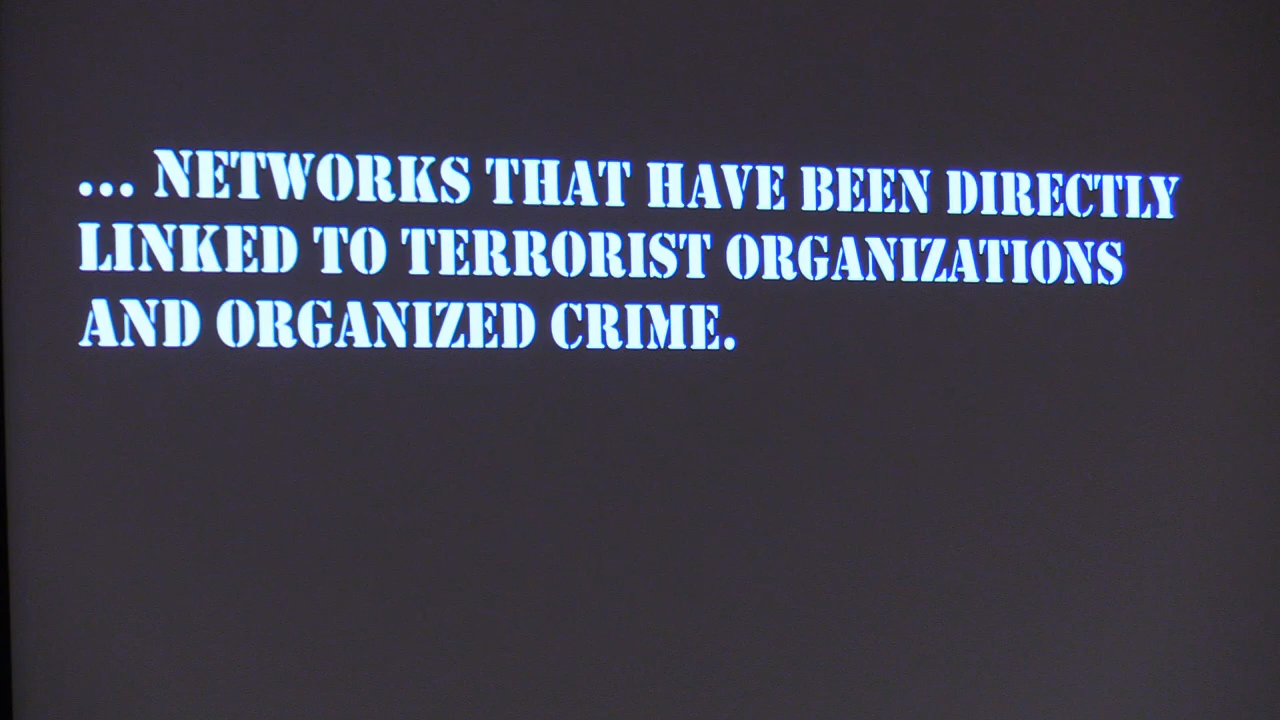 ... NETWORKS THAT HAVE BEEN DIRECTLY
LINKED TO TERRORIST ORGANIZATIONS
AND ORGANIZED CRIME.